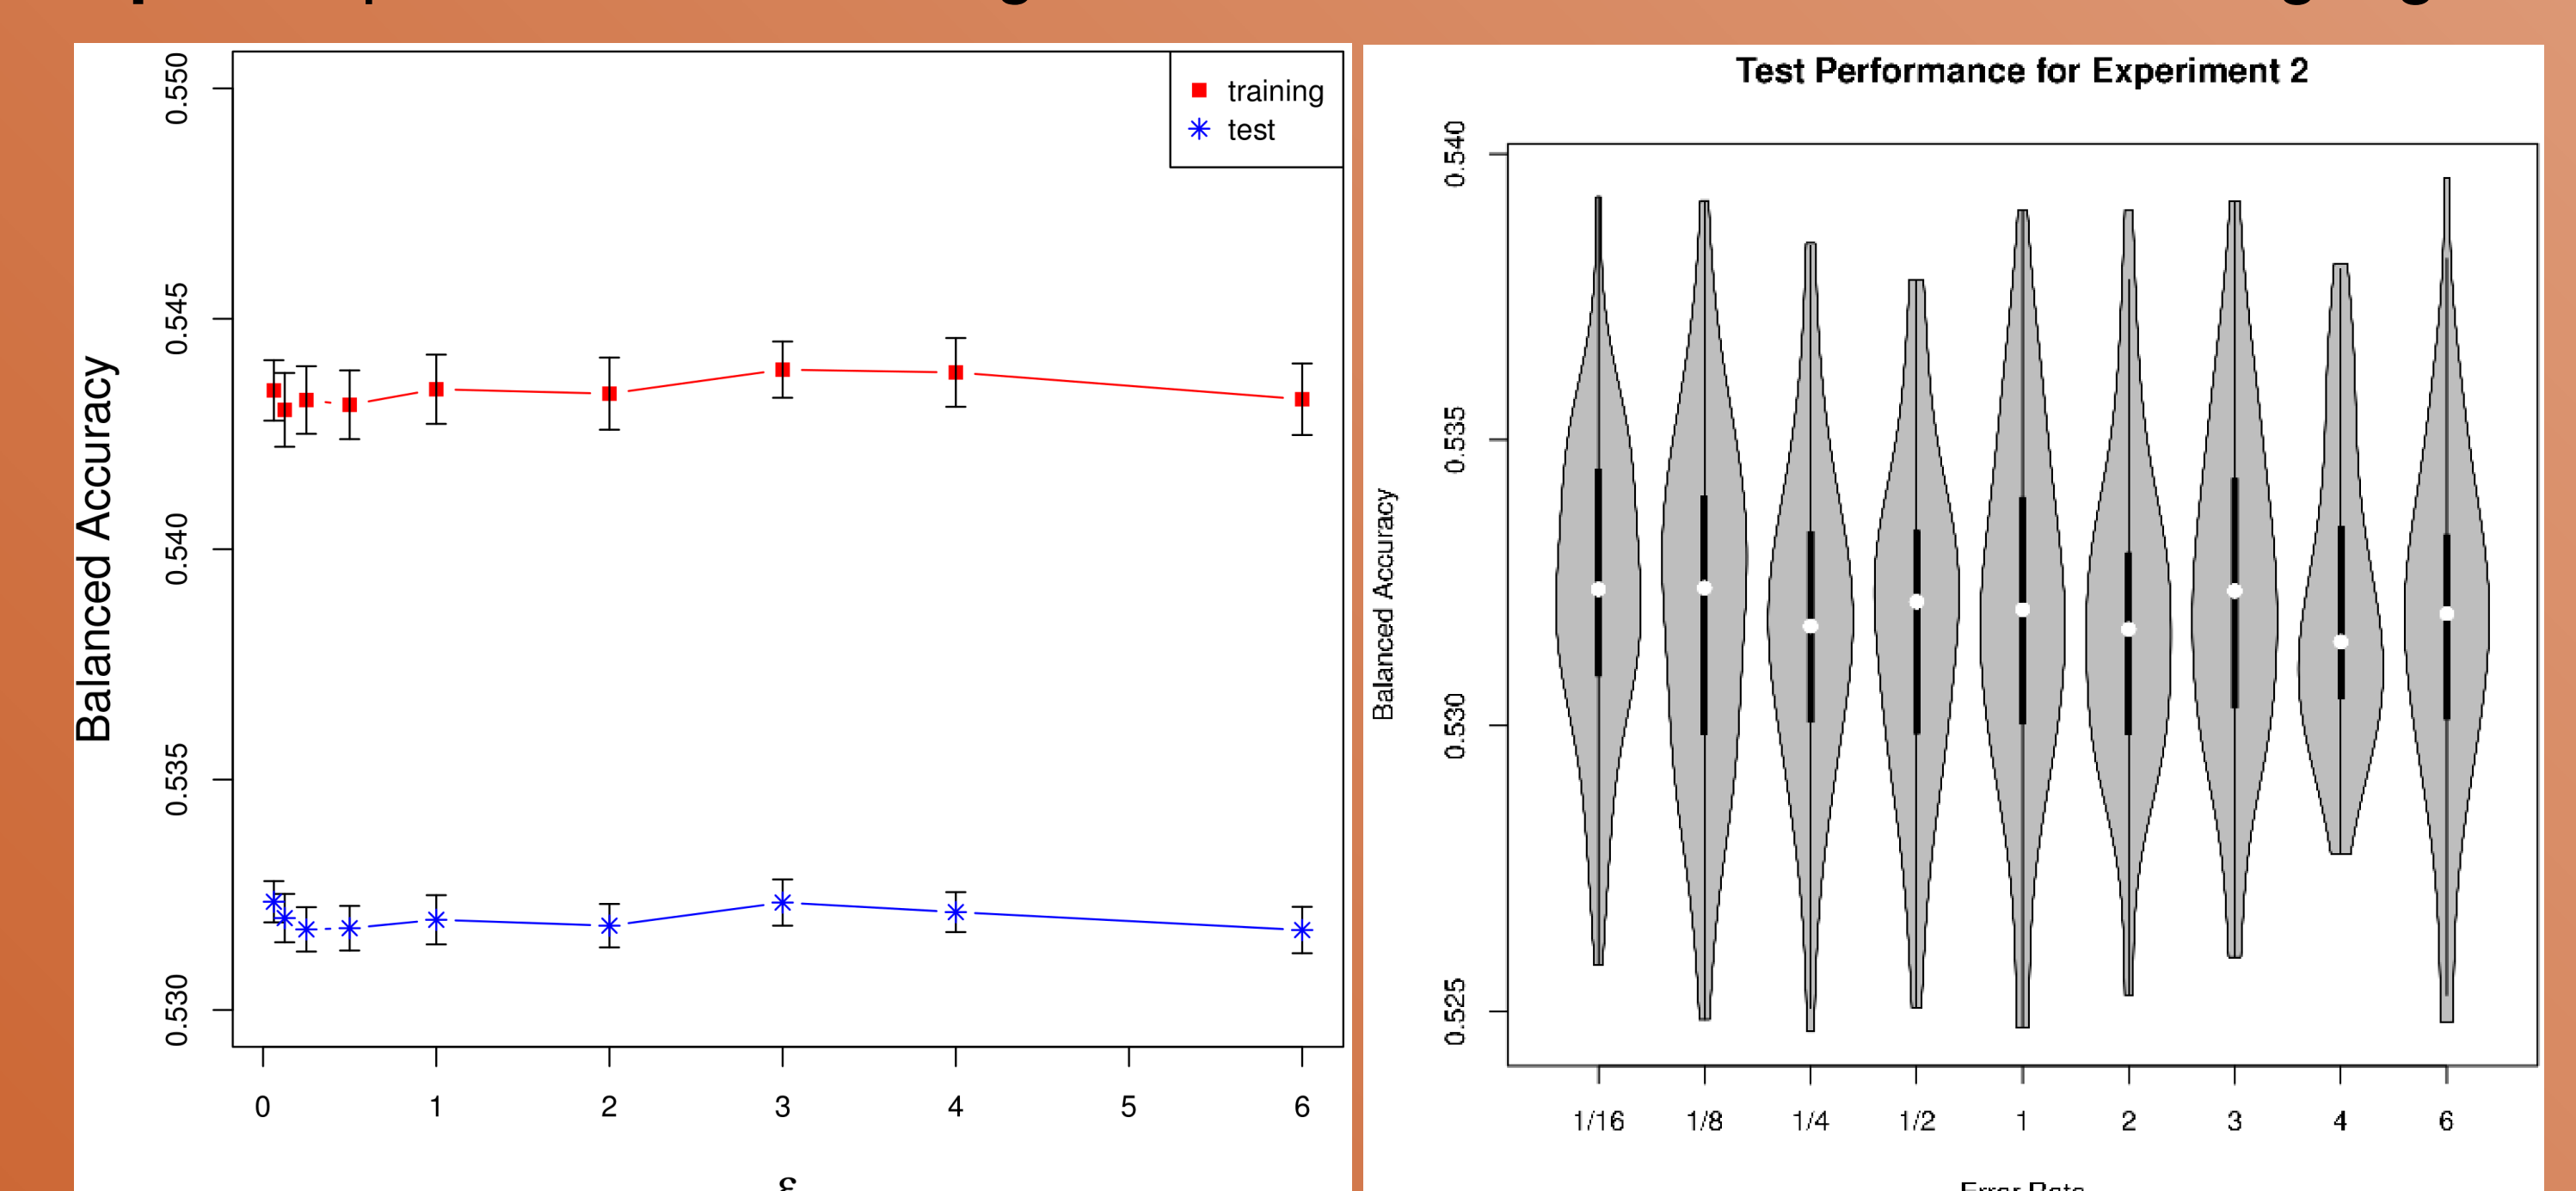 training
test
0.550
0.545
0.540
0.535
0.530
Balanced Accuracy
0 1 2 3 4 5 6
ε
Test Performance for Experiment 2
0.540
0.535
0.530
0.525
Balanced Accuracy
1/16 1/8 1/4 1/2 1 2 3 4 6
Error Rate